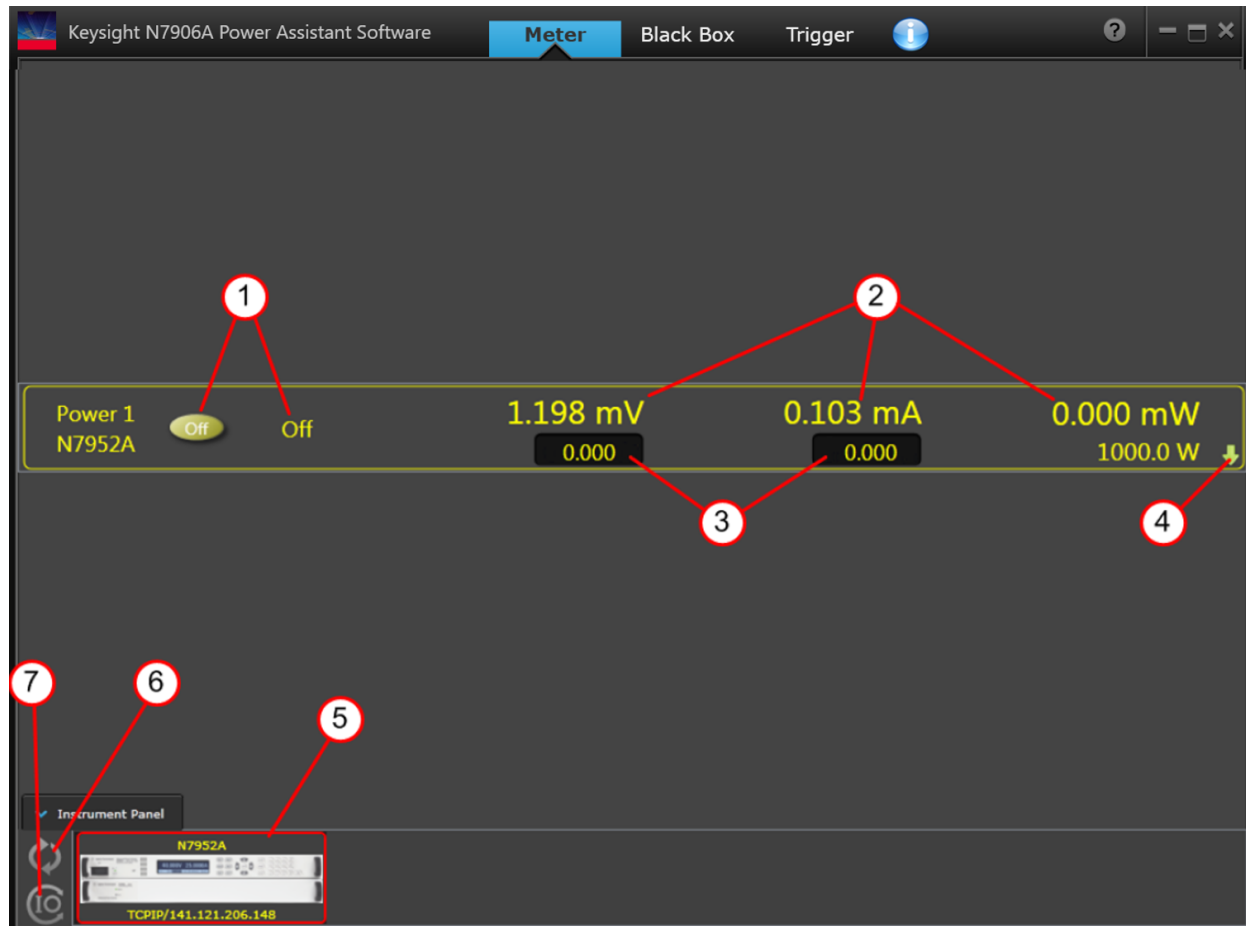 Keysight N7906A Power Assistant Software
Meter
Black Box
Trigger
i
?
1
2
Power 1
N7952A
Off
Off
1.198 mV
0.000
0.103 mA
0.000
0.000 mW
1000.0 W
3
4
7
6
5
Instrument Panel
N7952A
IO
TCPIP/141.121.206.148